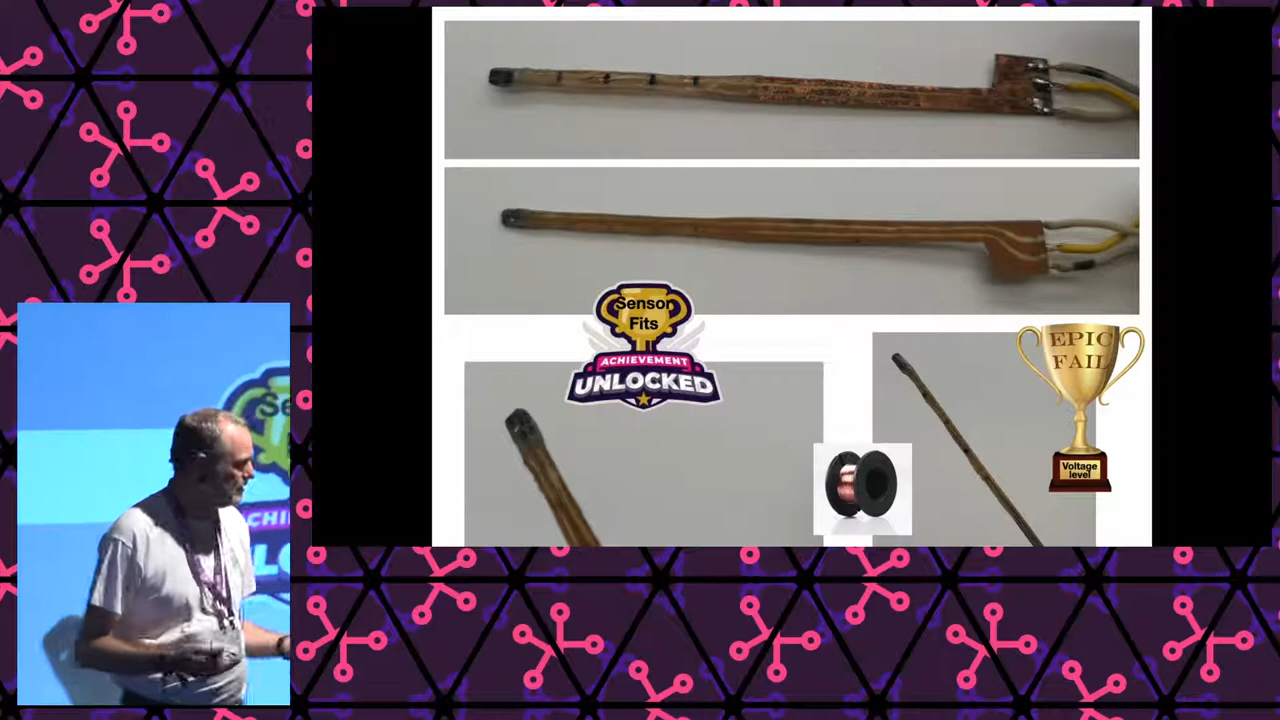 Sensor
Fits
ACHIEVEMENT
UNLOCKED
EPIC
FAIL
Voltage
level